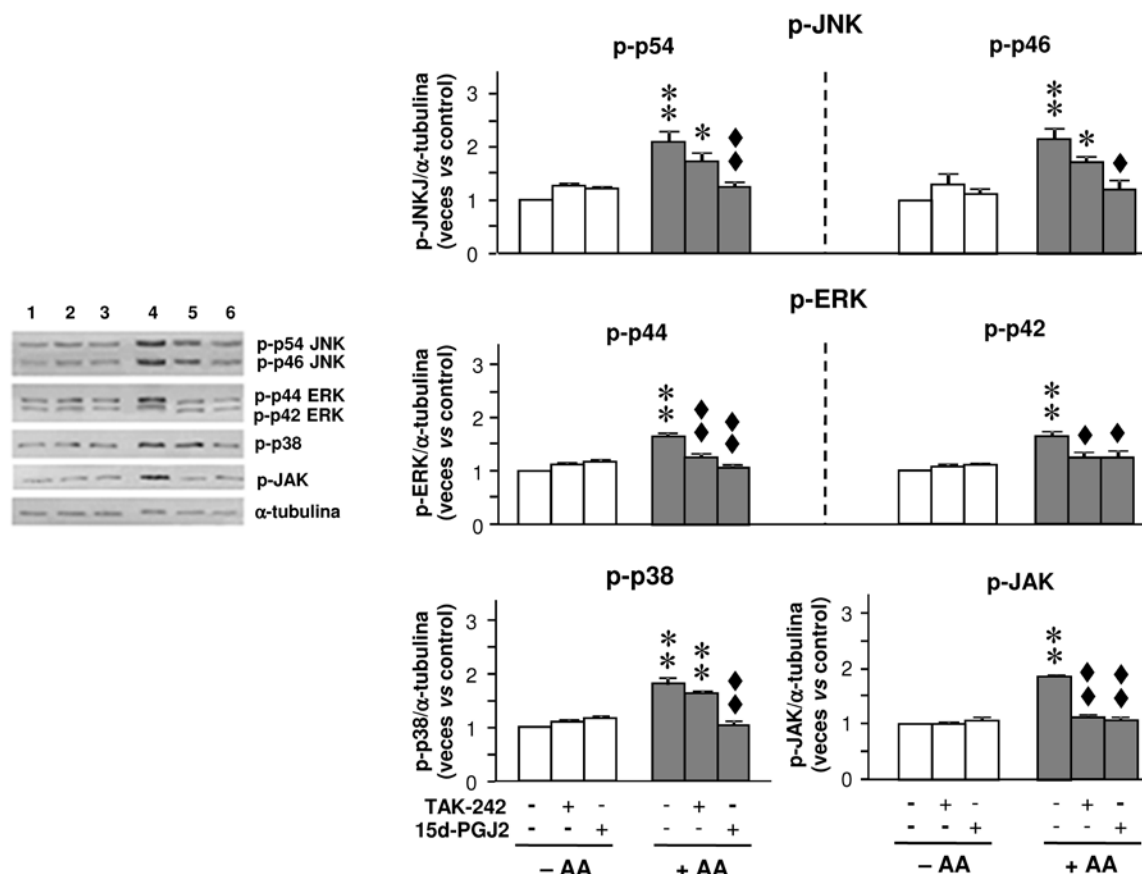 p-JNK
p-p54 p-p46
p-JNKJ/α-tubulina
(veces vs control)
3
2
1
0
* *
*
♦ ♦
* *
*
♦
p-ERK
p-p44 p-p42
p-ERK/α-tubulina
(veces vs control)
3
2
1
0
* *
♦ ♦
♦ ♦
* *
♦
♦
1 2 3 4 5 6
p-p54 JNK
p-p46 JNK
p-p44 ERK
p-p42 ERK
p-p38
p-JAK
α-tubulina
p-p38
p-p38/α-tubulina
(veces vs control)
3
2
1
0
* *
* *
♦ ♦
p-JAK
p-JAK/α-tubulina
(veces vs control)
3
2
1
0
* *
♦ ♦
♦ ♦
TAK-242 - + - - + - - + - - + -
15d-PGJ2 - - + - - + - - + - - +
– AA + AA – AA + AA